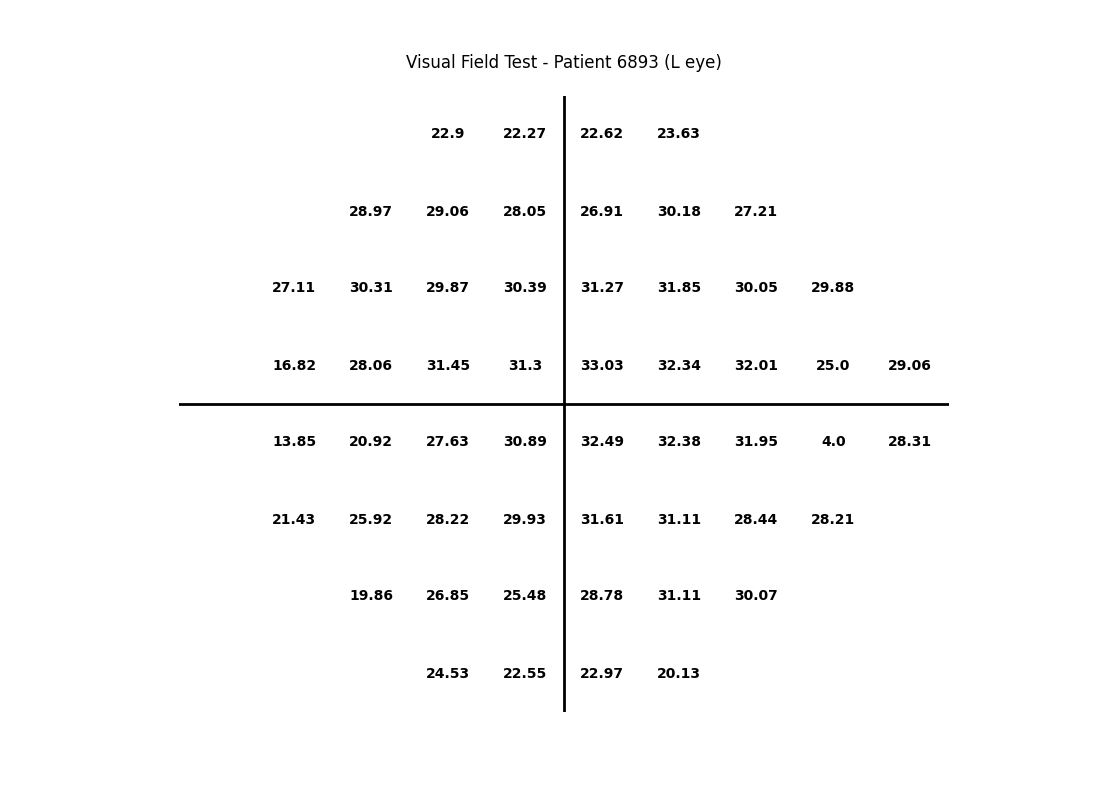 Visual Field Test - Patient 6893 (L eye)
22.9 22.27 22.62 23.63
28.97 29.06 28.05 26.91 30.18 27.21
27.11 30.31 29.87 30.39 31.27 31.85 30.05 29.88
16.82 28.06 31.45 31.3 33.03 32.34 32.01 25.0 29.06
13.85 20.92 27.63 30.89 32.49 32.38 31.95 4.0 28.31
21.43 25.92 28.22 29.93 31.61 31.11 28.44 28.21
19.86 26.85 25.48 28.78 31.11 30.07
24.53 22.55 22.97 20.13